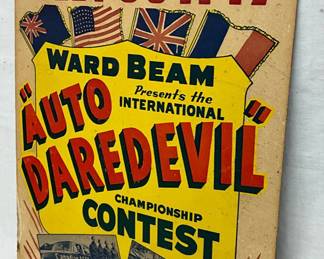 WARD BEAM
Presents the
INTERNATIONAL
"AUTO
DAREDEVIL"
CHAMPIONSHIP
CONTEST